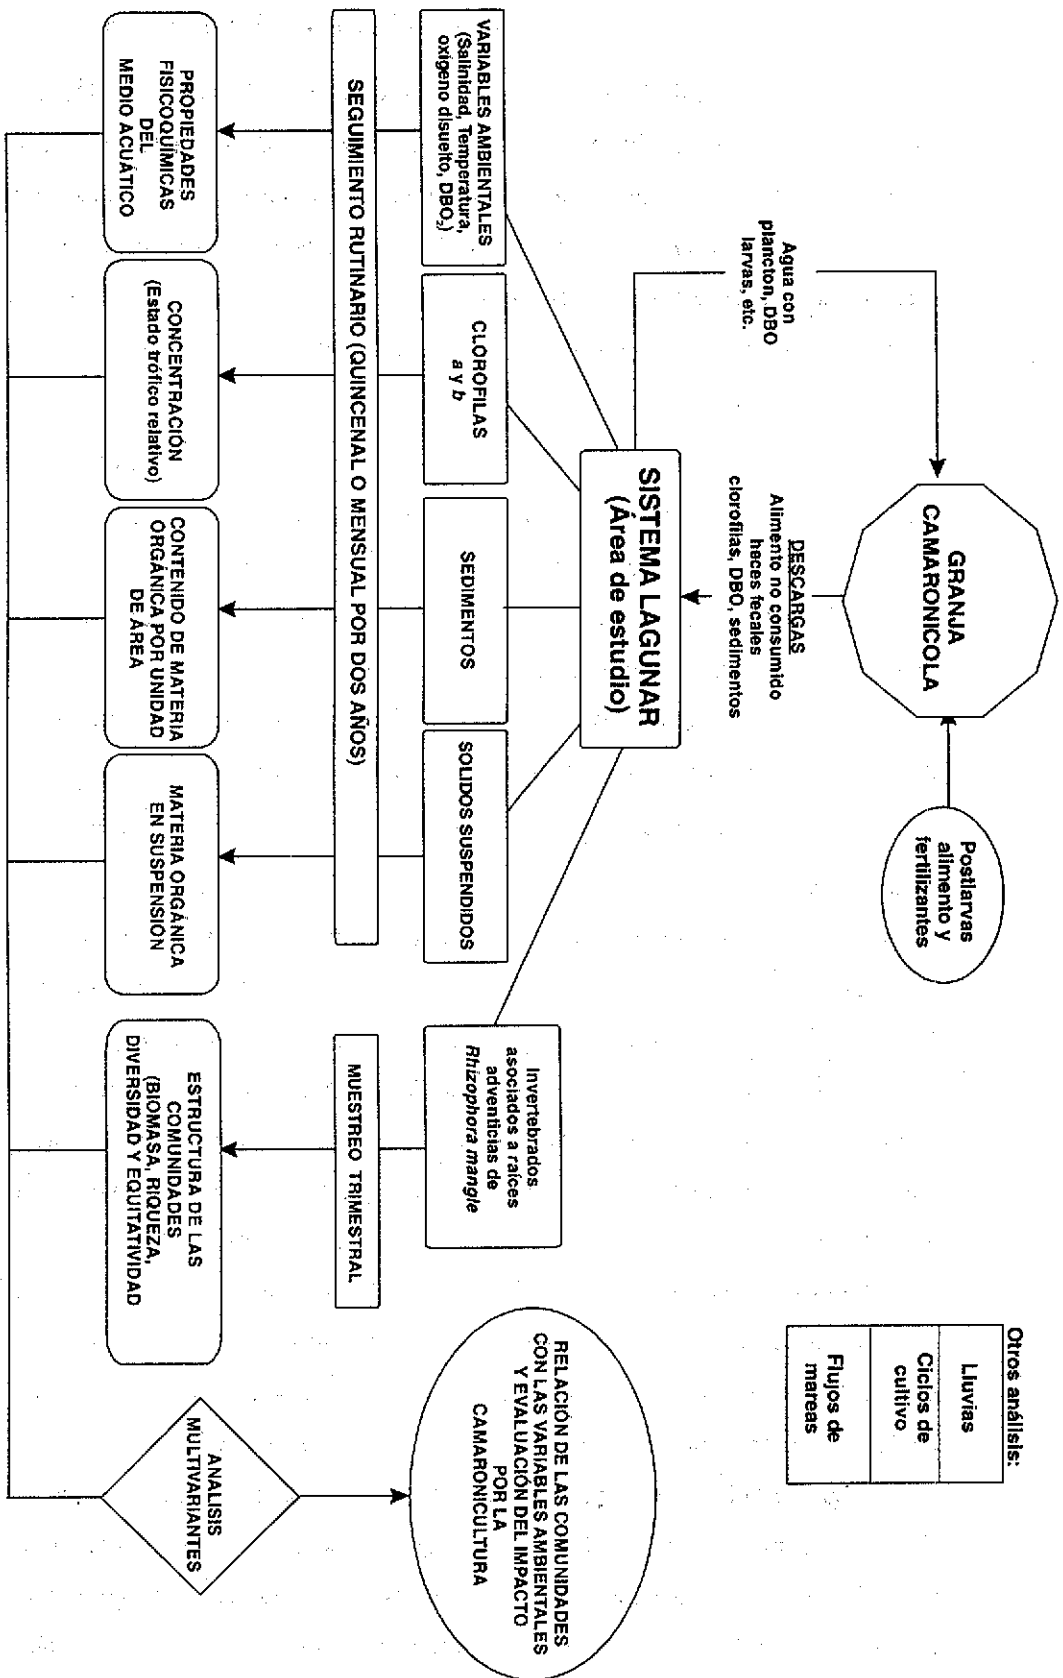 GRANJA
CAMARONICOLA
Postlarvas
alimento y
fertilizantes
Otros análisis:
Lluvias
Ciclos de
cultivo
Flujos de
mareas
Agua con
plancton, DBO
larvas, etc.
DESCARGAS
Alimento no consumido
heces fecales
clorofilas, DBO, sedimentos
SISTEMA LAGUNAR
(Área de estudio)
VARIABLES AMBIENTALES
(Salinidad, Temperatura,
oxigeno disuelto, DBO₂)
CLOROFILAS
a y b
SEDIMENTOS
SOLIDOS SUSPENDIDOS
Invertebrados
asociados a raíces
adventicias de
Rhizophora mangle
SEGUIMIENTO RUTINARIO (QUINCENAL O MENSUAL POR DOS AÑOS)
MUESTREO TRIMESTRAL
PROPIEDADES
FISICOQUÍMICAS
DEL
MEDIO ACUÁTICO
CONCENTRACIÓN
(Estado trófico relativo)
CONTENIDO DE MATERIA
ORGÁNICA POR UNIDAD
DE ÁREA
MATERIA ORGÁNICA
EN SUSPENSIÓN
ESTRUCTURA DE LAS
COMUNIDADES
(BIOMASA, RIQUEZA,
DIVERSIDAD Y EQUITATIVIDAD
ANALISIS
MULTIVARIANTES
RELACIÓN DE LAS COMUNIDADES
CON LAS VARIABLES AMBIENTALES
Y EVALUACIÓN DEL IMPACTO
POR LA
CAMARONICULTURA